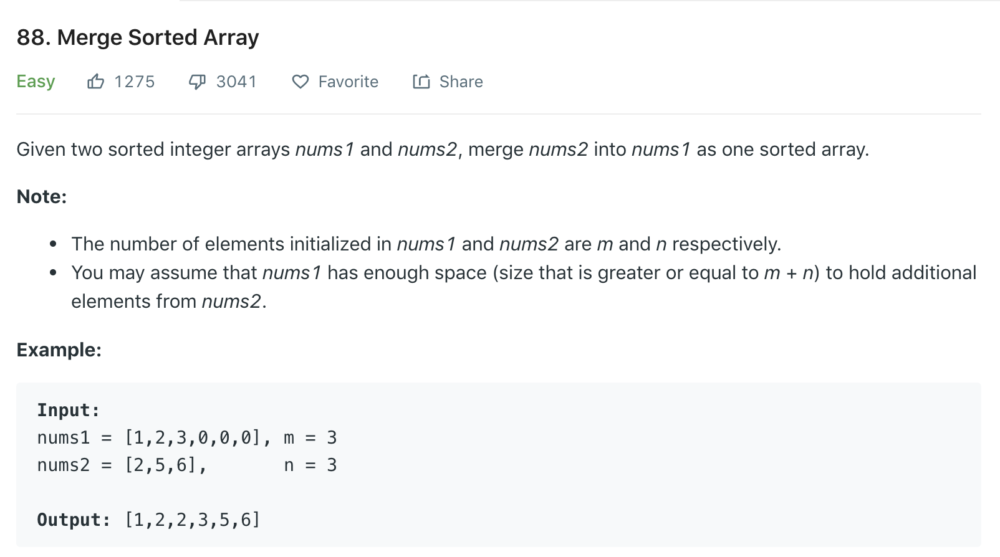 88. Merge Sorted Array
Easy 1275 3041 Favorite Share
Given two sorted integer arrays nums1 and nums2, merge nums2 into nums1 as one sorted array.
Note:
• The number of elements initialized in nums1 and nums2 are m and n respectively.
• You may assume that nums1 has enough space (size that is greater or equal to m + n) to hold additional
elements from nums2.
Example:
Input:
nums1 = [1,2,3,0,0,0], m = 3
nums2 = [2,5,6],       n = 3
Output: [1,2,2,3,5,6]